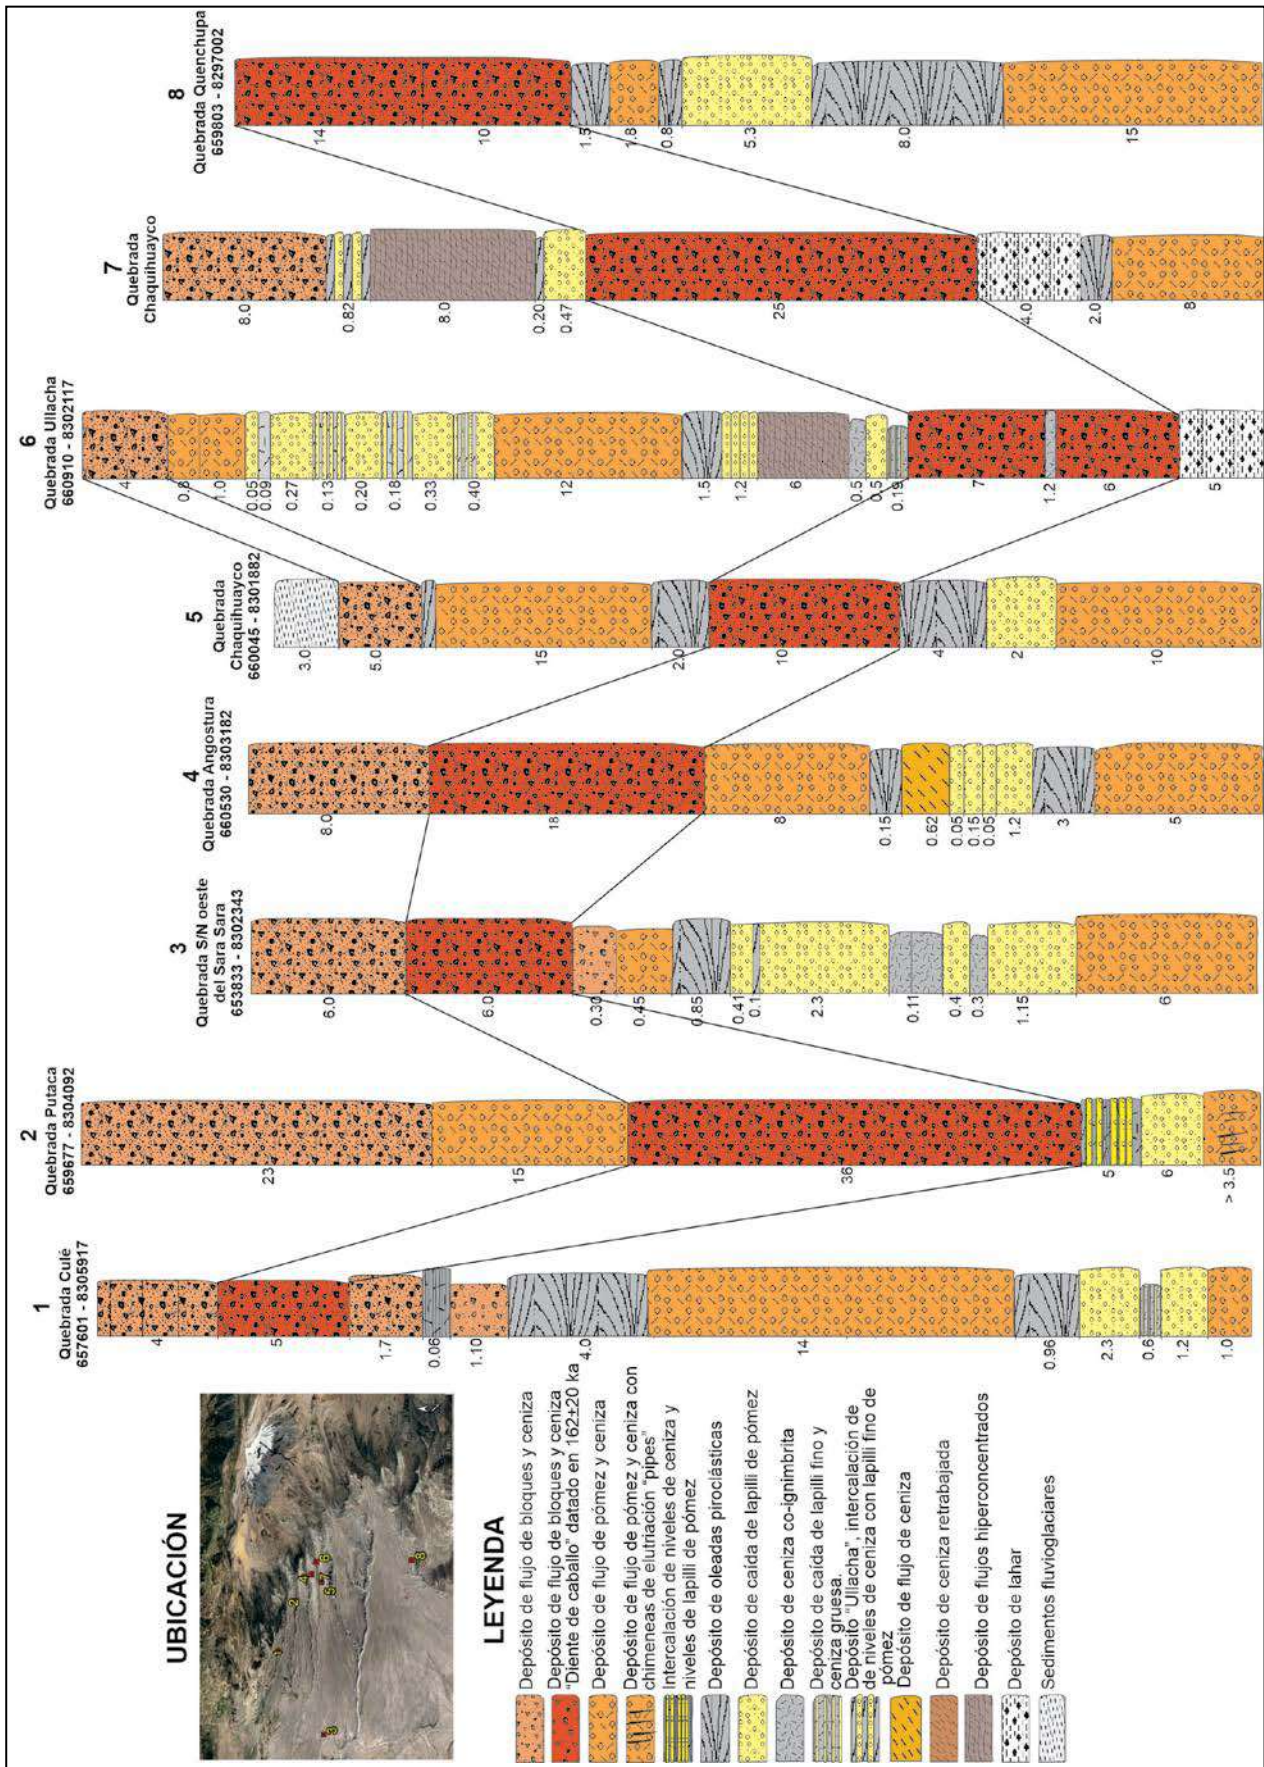 UBICACIÓN
1
2
3
4
5
6
7
8
LEYENDA
Depósito de flujo de bloques y ceniza
Depósito de flujo de bloques y ceniza
"Diente de caballo" datado en 162±20 ka
Depósito de flujo de pómez y ceniza
Depósito de flujo de pómez y ceniza con
chimeneas de elutriación "pipes"
Intercalación de niveles de ceniza y
niveles de lapilli de pómez
Depósito de oleadas piroclásticas
Depósito de caída de lapilli de pómez
Depósito de ceniza co-ignimbrita
Depósito de caída de lapilli fino y
ceniza gruesa.
Depósito "Ullacha", intercalación de
de niveles de ceniza con lapilli fino de
pómez
Depósito de flujo de ceniza
Depósito de ceniza retrabajada
Depósito de flujos hiperconcentrados
Depósito de lahar
Sedimentos fluvioglaciares
1
Quebrada Culé
657601 - 8305917
4
5
1.7
0.06
1.10
4.0
14
0.96
2.3
0.6
1.2
1.0
2
Quebrada Putaca
659677 - 8304092
23
15
36
5
6
> 3.5
3
Quebrada S/N oeste
del Sara Sara
653833 - 8302343
6.0
6.0
0.30
0.45
0.85
0.41
0.1
2.3
0.11
0.4
0.3
1.15
6
4
Quebrada Angostura
660530 - 8303182
8.0
18
8
0.15
0.62
0.05
0.15
0.05
1.2
3
5
5
Quebrada
Chaquihuayco
660045 - 8301882
3.0
5.0
15
2.0
10
4
2
10
6
Quebrada Ullacha
660910 - 8302117
4
0.8
1.0
0.05
0.09
0.27
0.13
0.20
0.18
0.33
0.40
12
1.5
1.2
6
0.5
0.5
0.19
7
1.2
6
5
7
Quebrada
Chaquihuayco
8.0
0.82
8.0
0.20
0.47
25
4.0
2.0
8
8
Quebrada Quenchupa
659803 - 8297002
14
10
1.5
1.8
0.8
5.3
8.0
15